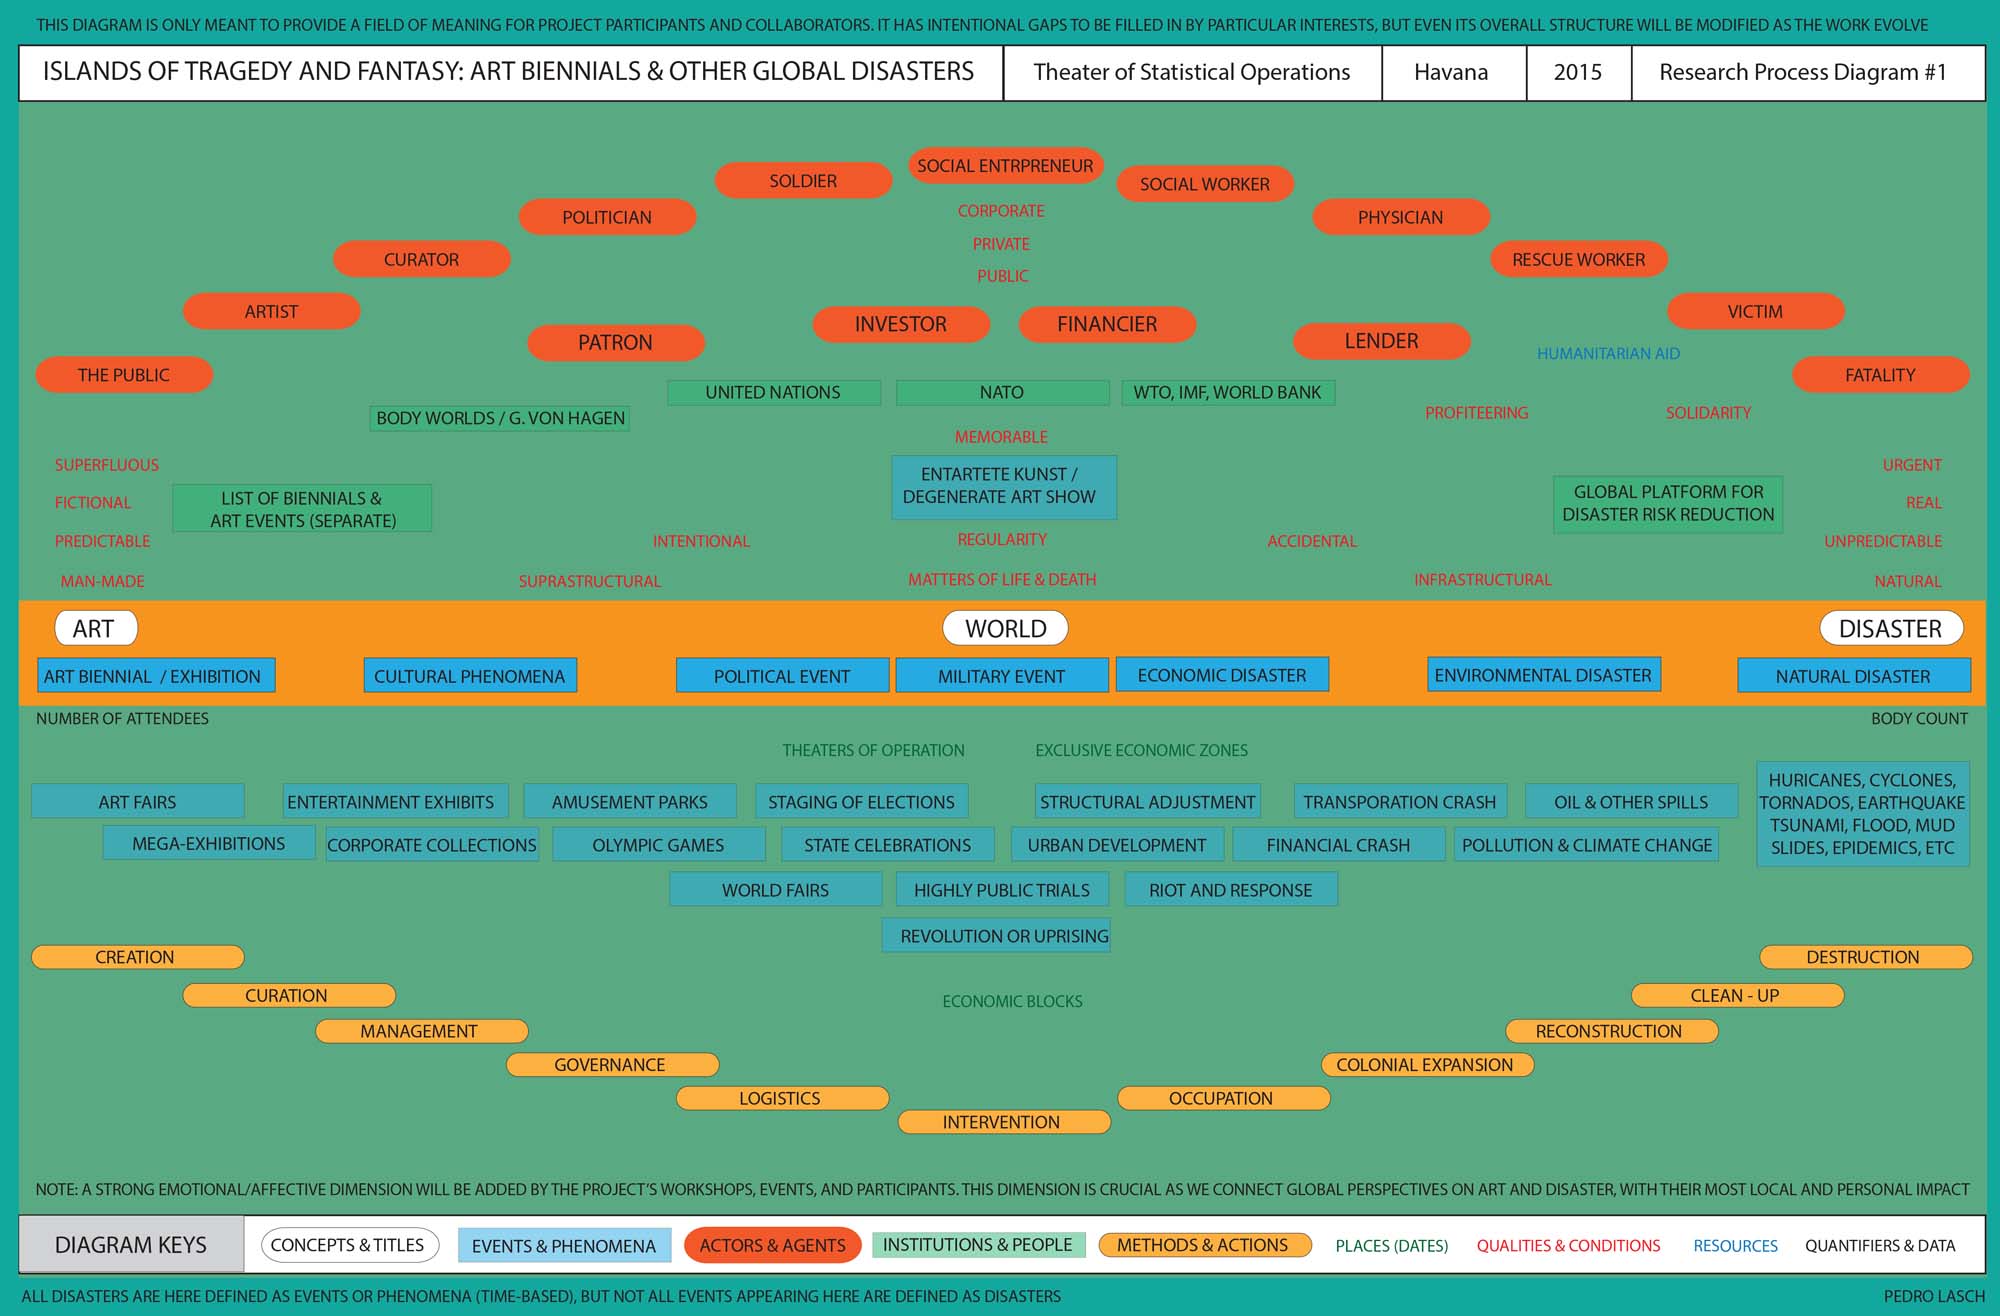 THIS DIAGRAM IS ONLY MEANT TO PROVIDE A FIELD OF MEANING FOR PROJECT PARTICIPANTS AND COLLABORATORS. IT HAS INTENTIONAL GAPS TO BE FILLED IN BY PARTICULAR INTERESTS, BUT EVEN ITS OVERALL STRUCTURE WILL BE MODIFIED AS THE WORK EVOLVE
ISLANDS OF TRAGEDY AND FANTASY: ART BIENNIALS & OTHER GLOBAL DISASTERS
Theater of Statistical Operations
Havana
2015
Research Process Diagram #1
SOCIAL ENTRPRENEUR
SOLDIER
SOCIAL WORKER
POLITICIAN
CORPORATE
PHYSICIAN
CURATOR
PRIVATE
RESCUE WORKER
PUBLIC
ARTIST
VICTIM
PATRON
INVESTOR
FINANCIER
LENDER
HUMANITARIAN AID
THE PUBLIC
FATALITY
UNITED NATIONS
NATO
WTO, IMF, WORLD BANK
BODY WORLDS / G. VON HAGEN
PROFITEERING
SOLIDARITY
MEMORABLE
SUPERFLUOUS
URGENT
ENTARTETE KUNST /
DEGENERATE ART SHOW
LIST OF BIENNIALS &
ART EVENTS (SEPARATE)
GLOBAL PLATFORM FOR
DISASTER RISK REDUCTION
FICTIONAL
REAL
PREDICTABLE
INTENTIONAL
REGULARITY
ACCIDENTAL
UNPREDICTABLE
MAN-MADE
SUPRASTRUCTURAL
MATTERS OF LIFE & DEATH
INFRASTRUCTURAL
NATURAL
ART
WORLD
DISASTER
ART BIENNIAL / EXHIBITION
CULTURAL PHENOMENA
POLITICAL EVENT
MILITARY EVENT
ECONOMIC DISASTER
ENVIRONMENTAL DISASTER
NATURAL DISASTER
NUMBER OF ATTENDEES
BODY COUNT
THEATERS OF OPERATION
EXCLUSIVE ECONOMIC ZONES
ART FAIRS
ENTERTAINMENT EXHIBITS
AMUSEMENT PARKS
STAGING OF ELECTIONS
STRUCTURAL ADJUSTMENT
TRANSPORATION CRASH
OIL & OTHER SPILLS
HURICANES, CYCLONES,
TORNADOS, EARTHQUAKE
TSUNAMI, FLOOD, MUD
SLIDES, EPIDEMICS, ETC
MEGA-EXHIBITIONS
CORPORATE COLLECTIONS
OLYMPIC GAMES
STATE CELEBRATIONS
URBAN DEVELOPMENT
FINANCIAL CRASH
POLLUTION & CLIMATE CHANGE
WORLD FAIRS
HIGHLY PUBLIC TRIALS
RIOT AND RESPONSE
REVOLUTION OR UPRISING
CREATION
DESTRUCTION
CURATION
ECONOMIC BLOCKS
CLEAN - UP
MANAGEMENT
RECONSTRUCTION
GOVERNANCE
COLONIAL EXPANSION
LOGISTICS
OCCUPATION
INTERVENTION
NOTE: A STRONG EMOTIONAL/AFFECTIVE DIMENSION WILL BE ADDED BY THE PROJECT'S WORKSHOPS, EVENTS, AND PARTICIPANTS. THIS DIMENSION IS CRUCIAL AS WE CONNECT GLOBAL PERSPECTIVES ON ART AND DISASTER, WITH THEIR MOST LOCAL AND PERSONAL IMPACT
DIAGRAM KEYS
CONCEPTS & TITLES
EVENTS & PHENOMENA
ACTORS & AGENTS
INSTITUTIONS & PEOPLE
METHODS & ACTIONS
PLACES (DATES)
QUALITIES & CONDITIONS
RESOURCES
QUANTIFIERS & DATA
ALL DISASTERS ARE HERE DEFINED AS EVENTS OR PHENOMENA (TIME-BASED), BUT NOT ALL EVENTS APPEARING HERE ARE DEFINED AS DISASTERS
PEDRO LASCH